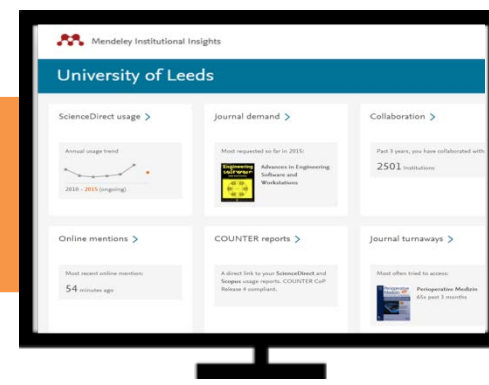 Mendeley Institutional Insights
University of Leeds
ScienceDirect usage >
Annual usage trend
2010 - 2015 (ongoing)
Journal demand >
Most requested so far in 2015:
Engineering
Software
Advances in Engineering
Software and
Workstations
Collaboration >
Past 3 years, you have collaborated with:
2501 Institutions
Online mentions >
Most recent online mention:
54 minutes ago
COUNTER reports >
A direct link to your ScienceDirect and
Scopus usage reports. COUNTER CoP
Release 4 compliant.
Journal turnaways >
Most often tried to access:
Perioperative Medizin
65x past 3 months